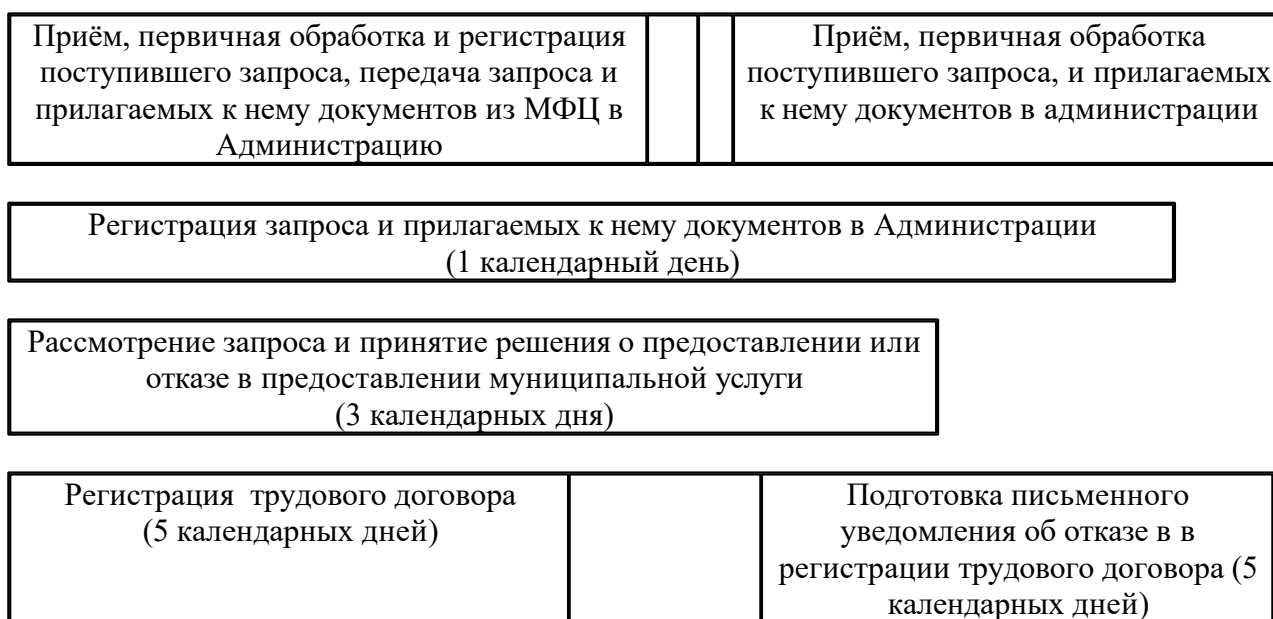 Приём, первичная обработка и регистрация
поступившего запроса, передача запроса и
прилагаемых к нему документов из МФЦ в
Администрацию
Приём, первичная обработка
поступившего запроса, и прилагаемых
к нему документов в администрации
Регистрация запроса и прилагаемых к нему документов в Администрации
(1 календарный день)
Рассмотрение запроса и принятие решения о предоставлении или
отказе в предоставлении муниципальной услуги
(3 календарных дня)
Регистрация трудового договора
(5 календарных дней)
Подготовка письменного
уведомления об отказе в в
регистрации трудового договора (5
календарных дней)